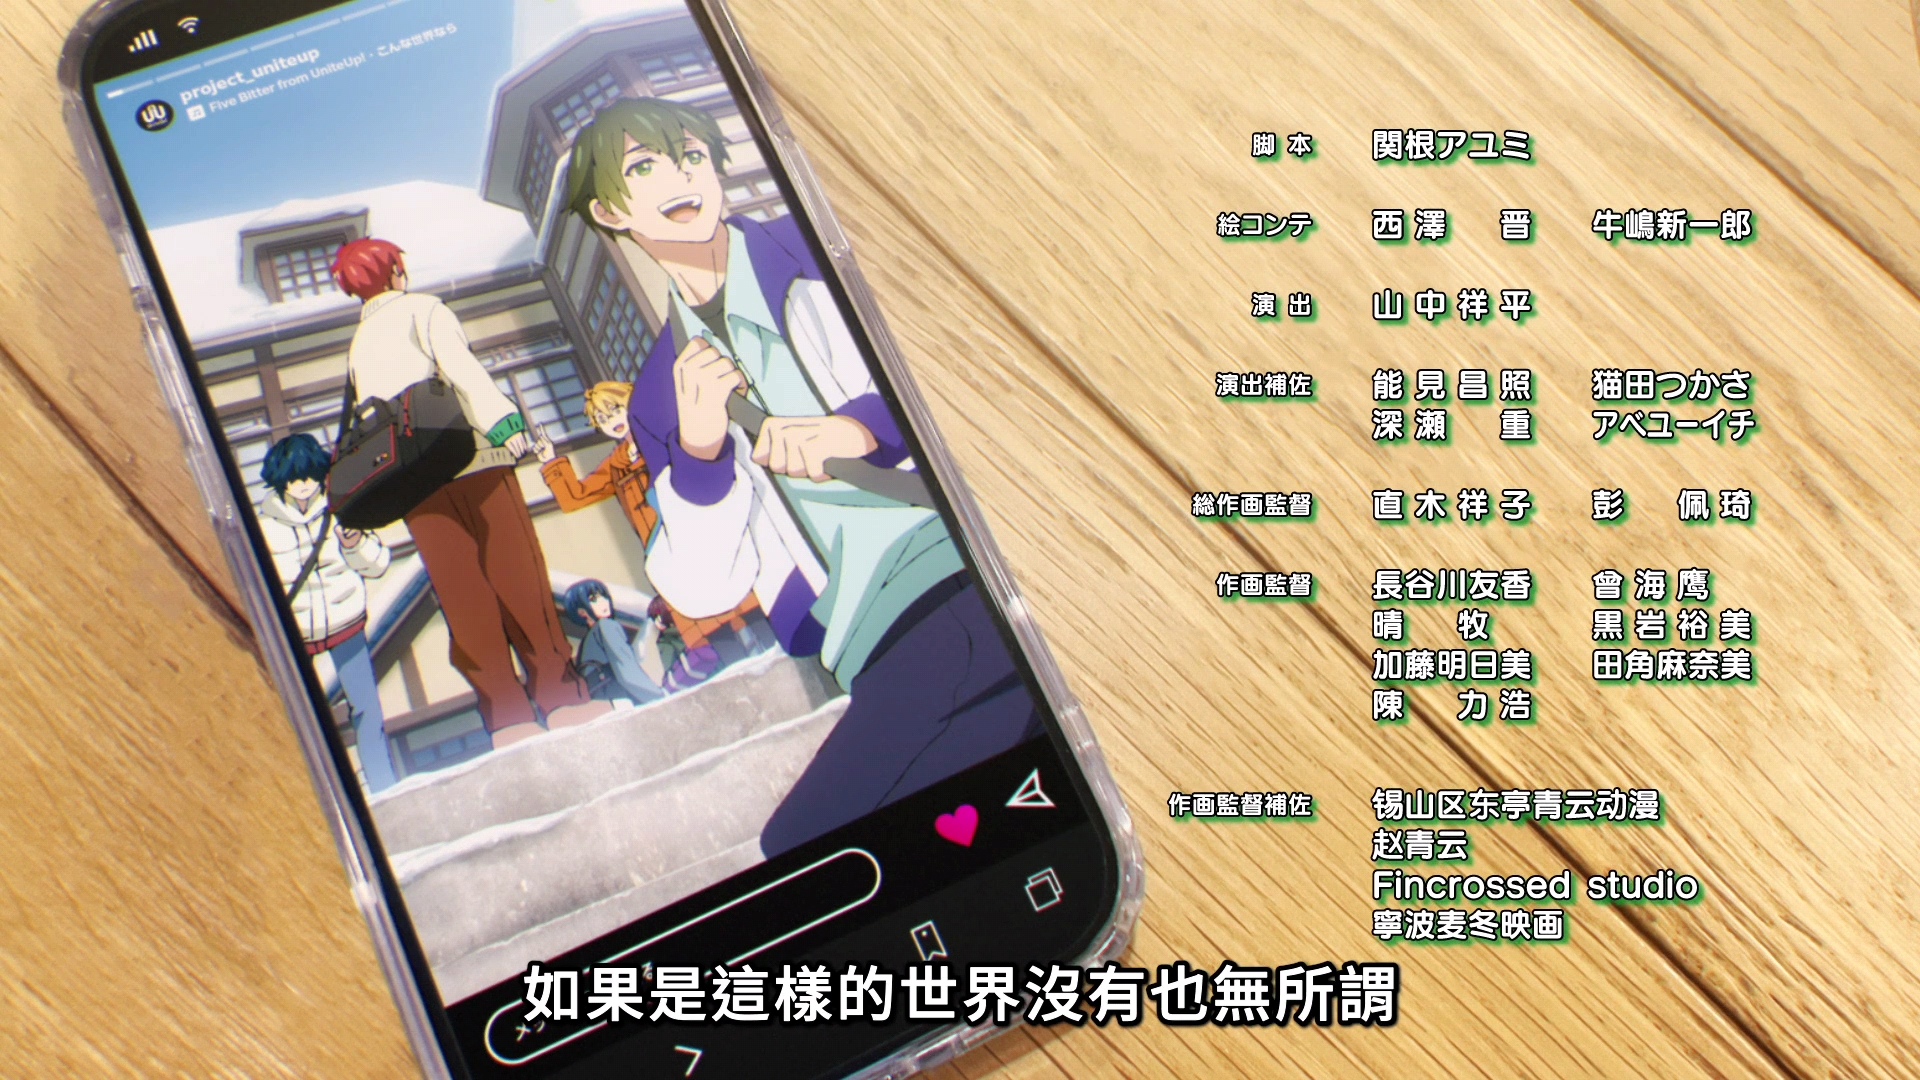 project_uniteup
Five Bitter from UniteUp!・こんな世界なら
脚本 関根アユミ
絵コンテ 西澤 晋 牛嶋新一郎
演出 山中祥平
演出補佐 能見昌照 猫田つかさ
深瀬 重 アベユーイチ
総作画監督 直木祥子 彭 佩琦
作画監督 長谷川友香 曾海鹰
晴 牧 黒岩裕美
加藤明日美 田角麻奈美
陳 力浩
作画監督補佐 锡山区东亭青云动漫
赵青云
Fincrossed studio
寧波麦冬映画
如果是這樣的世界沒有也無所謂